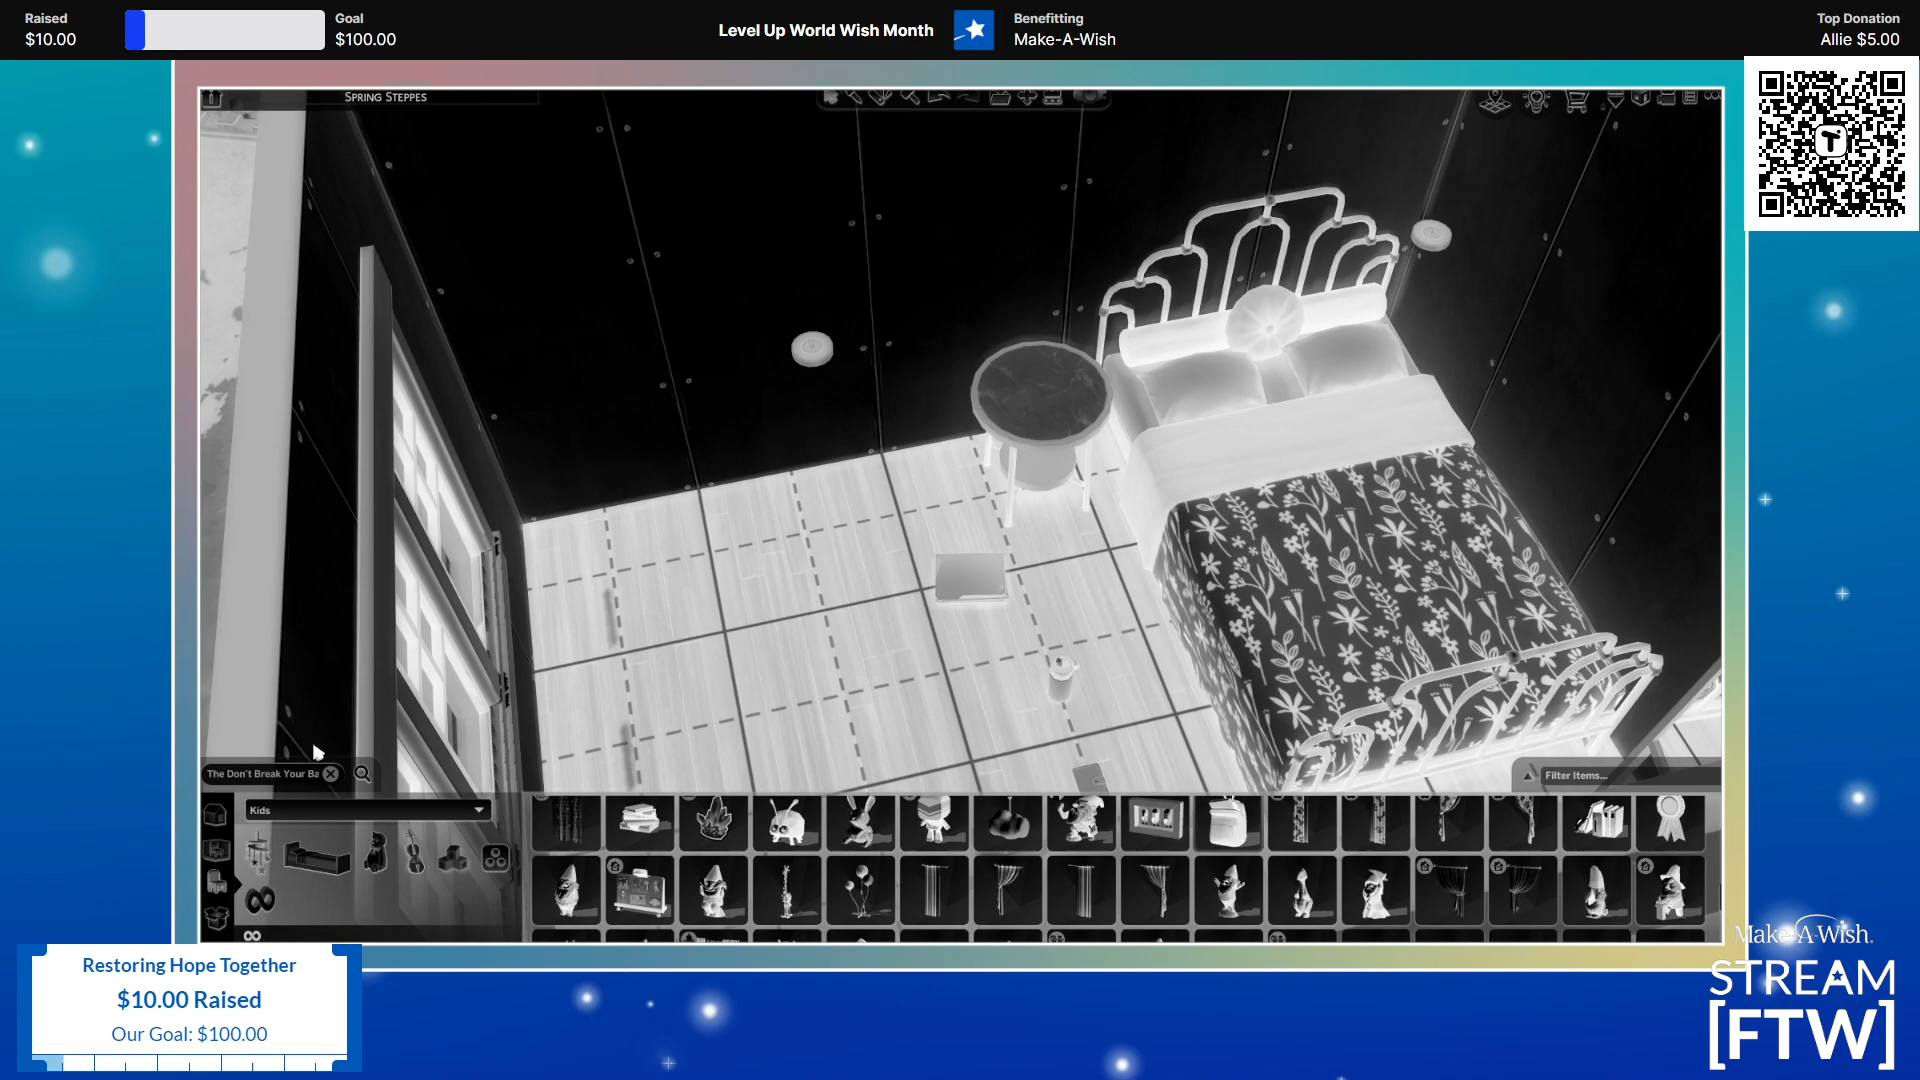 Raised
$10.00
Goal
$100.00
Level Up World Wish Month
Benefitting
Make-A-Wish
Top Donation
Allie $5.00
SPRING STEPPES
The Don't Break Your Ba
Filter Items...
Kids
Restoring Hope Together
$10.00 Raised
Our Goal: $100.00
Make-A-Wish.
STREAM
[FTW]